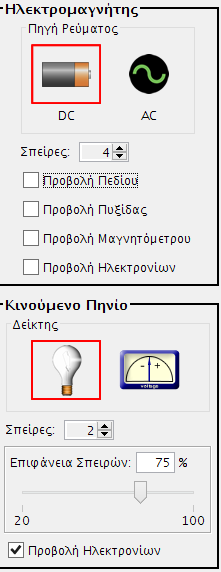 Ηλεκτρομαγνήτης
Πηγή Ρεύματος
DC AC
Σπείρες: 4
Προβολή Πεδίου
Προβολή Πυξίδας
Προβολή Μαγνητόμετρου
Προβολή Ηλεκτρονίων
Κινούμενο Πηνίο
Δείκτης
voltage
Σπείρες: 2
Επιφάνεια Σπειρών: 75 %
20 100
Προβολή Ηλεκτρονίων